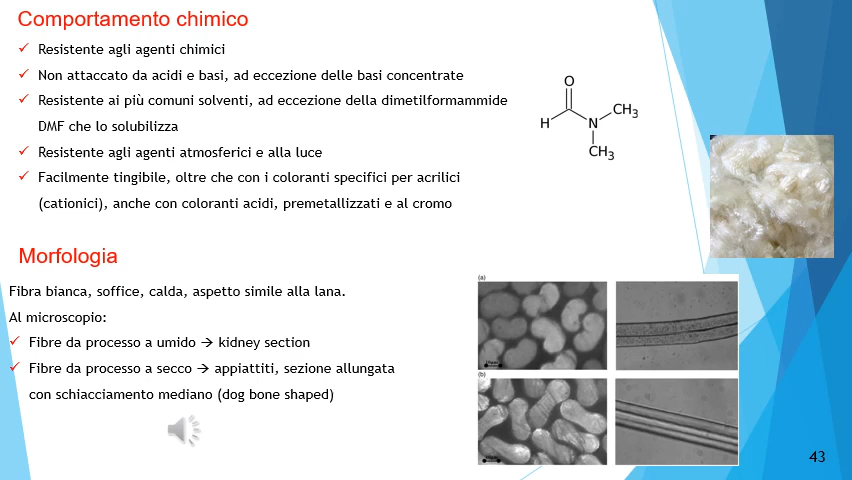 Comportamento chimico
✓ Resistente agli agenti chimici
✓ Non attaccato da acidi e basi, ad eccezione delle basi concentrate
✓ Resistente ai più comuni solventi, ad eccezione della dimetilformammide
DMF che lo solubilizza
✓ Resistente agli agenti atmosferici e alla luce
✓ Facilmente tingibile, oltre che con i coloranti specifici per acrilici
(cationici), anche con coloranti acidi, premetallizzati e al cromo
O
H
N
CH3
CH3
Morfologia
Fibra bianca, soffice, calda, aspetto simile alla lana.
Al microscopio:
✓ Fibre da processo a umido → kidney section
✓ Fibre da processo a secco → appiattiti, sezione allungata
con schiacciamento mediano (dog bone shaped)
(a)
(b)
43